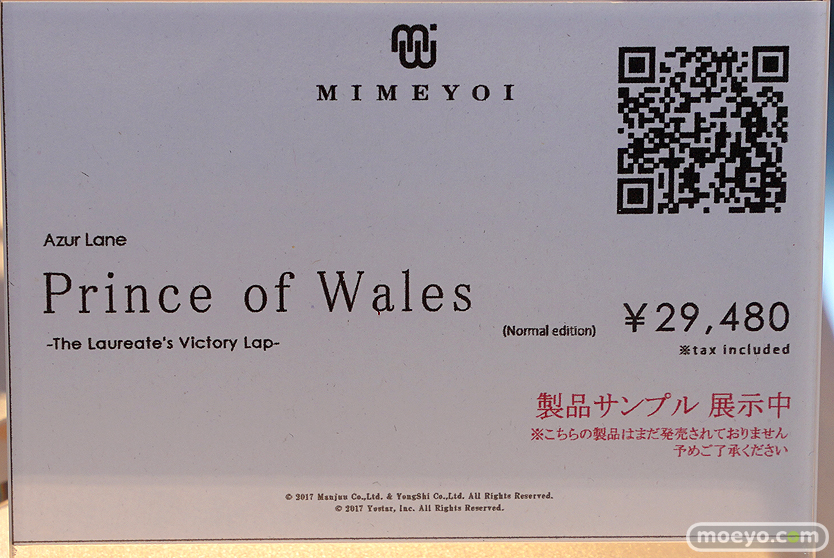 MIMEYOI
Azur Lane
Prince of Wales
-The Laureate's Victory Lap-
(Normal edition)
¥29,480
※tax included
製品サンプル 展示中
※こちらの製品はまだ発売されておりません
予めご了承ください
© 2017 Manjuu Co.,Ltd. & YongShi Co.,Ltd. All Rights Reserved.
© 2017 Yostar, Inc. All Rights Reserved.
moeyo.com